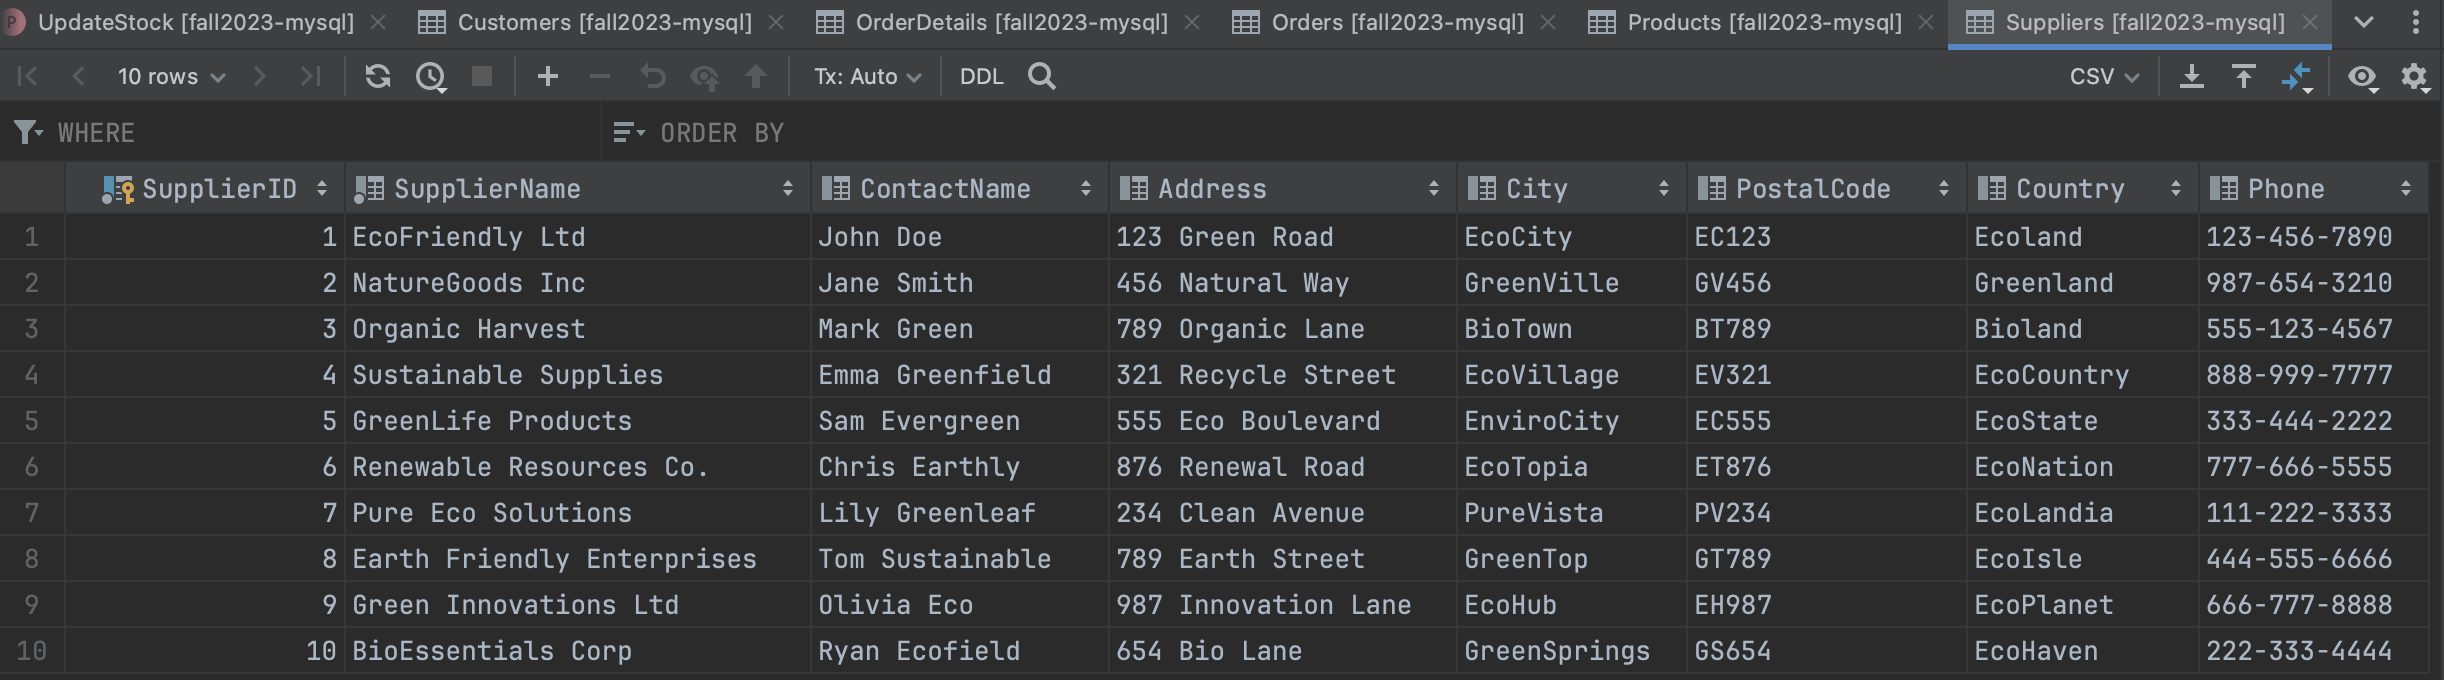 P UpdateStock [fall2023-mysql] Customers [fall2023-mysql] OrderDetails [fall2023-mysql] Orders [fall2023-mysql] Products [fall2023-mysql] Suppliers [fall2023-mysql]
10 rows Tx: Auto DDL CSV
WHERE ORDER BY
SupplierID SupplierName ContactName Address City PostalCode Country Phone
1 1 EcoFriendly Ltd John Doe 123 Green Road EcoCity EC123 Ecoland 123-456-7890
2 2 NatureGoods Inc Jane Smith 456 Natural Way GreenVille GV456 Greenland 987-654-3210
3 3 Organic Harvest Mark Green 789 Organic Lane BioTown BT789 Bioland 555-123-4567
4 4 Sustainable Supplies Emma Greenfield 321 Recycle Street EcoVillage EV321 EcoCountry 888-999-7777
5 5 GreenLife Products Sam Evergreen 555 Eco Boulevard EnviroCity EC555 EcoState 333-444-2222
6 6 Renewable Resources Co. Chris Earthly 876 Renewal Road EcoTopia ET876 EcoNation 777-666-5555
7 7 Pure Eco Solutions Lily Greenleaf 234 Clean Avenue PureVista PV234 EcoLandia 111-222-3333
8 8 Earth Friendly Enterprises Tom Sustainable 789 Earth Street GreenTop GT789 EcoIsle 444-555-6666
9 9 Green Innovations Ltd Olivia Eco 987 Innovation Lane EcoHub EH987 EcoPlanet 666-777-8888
10 10 BioEssentials Corp Ryan Ecofield 654 Bio Lane GreenSprings GS654 EcoHaven 222-333-4444